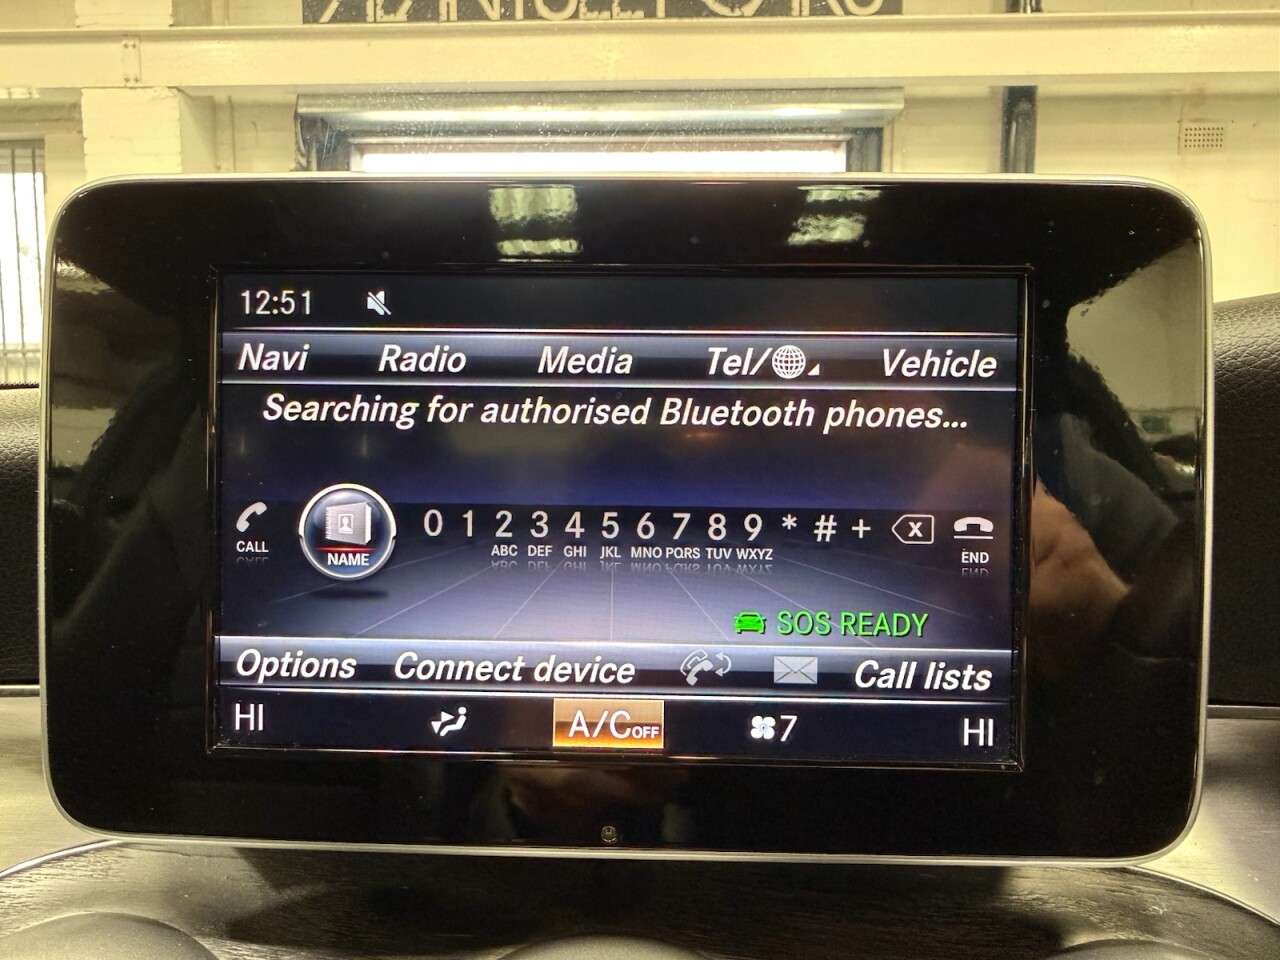 12:51
Navi Radio Media Tel/ Vehicle
Searching for authorised Bluetooth phones...
0 1 2 3 4 5 6 7 8 9 * # + X
CALL NAME ABC DEF GHI JKL MNO PQRS TUV WXYZ END
SOS READY
Options Connect device Call lists
HI A/C OFF 7 HI